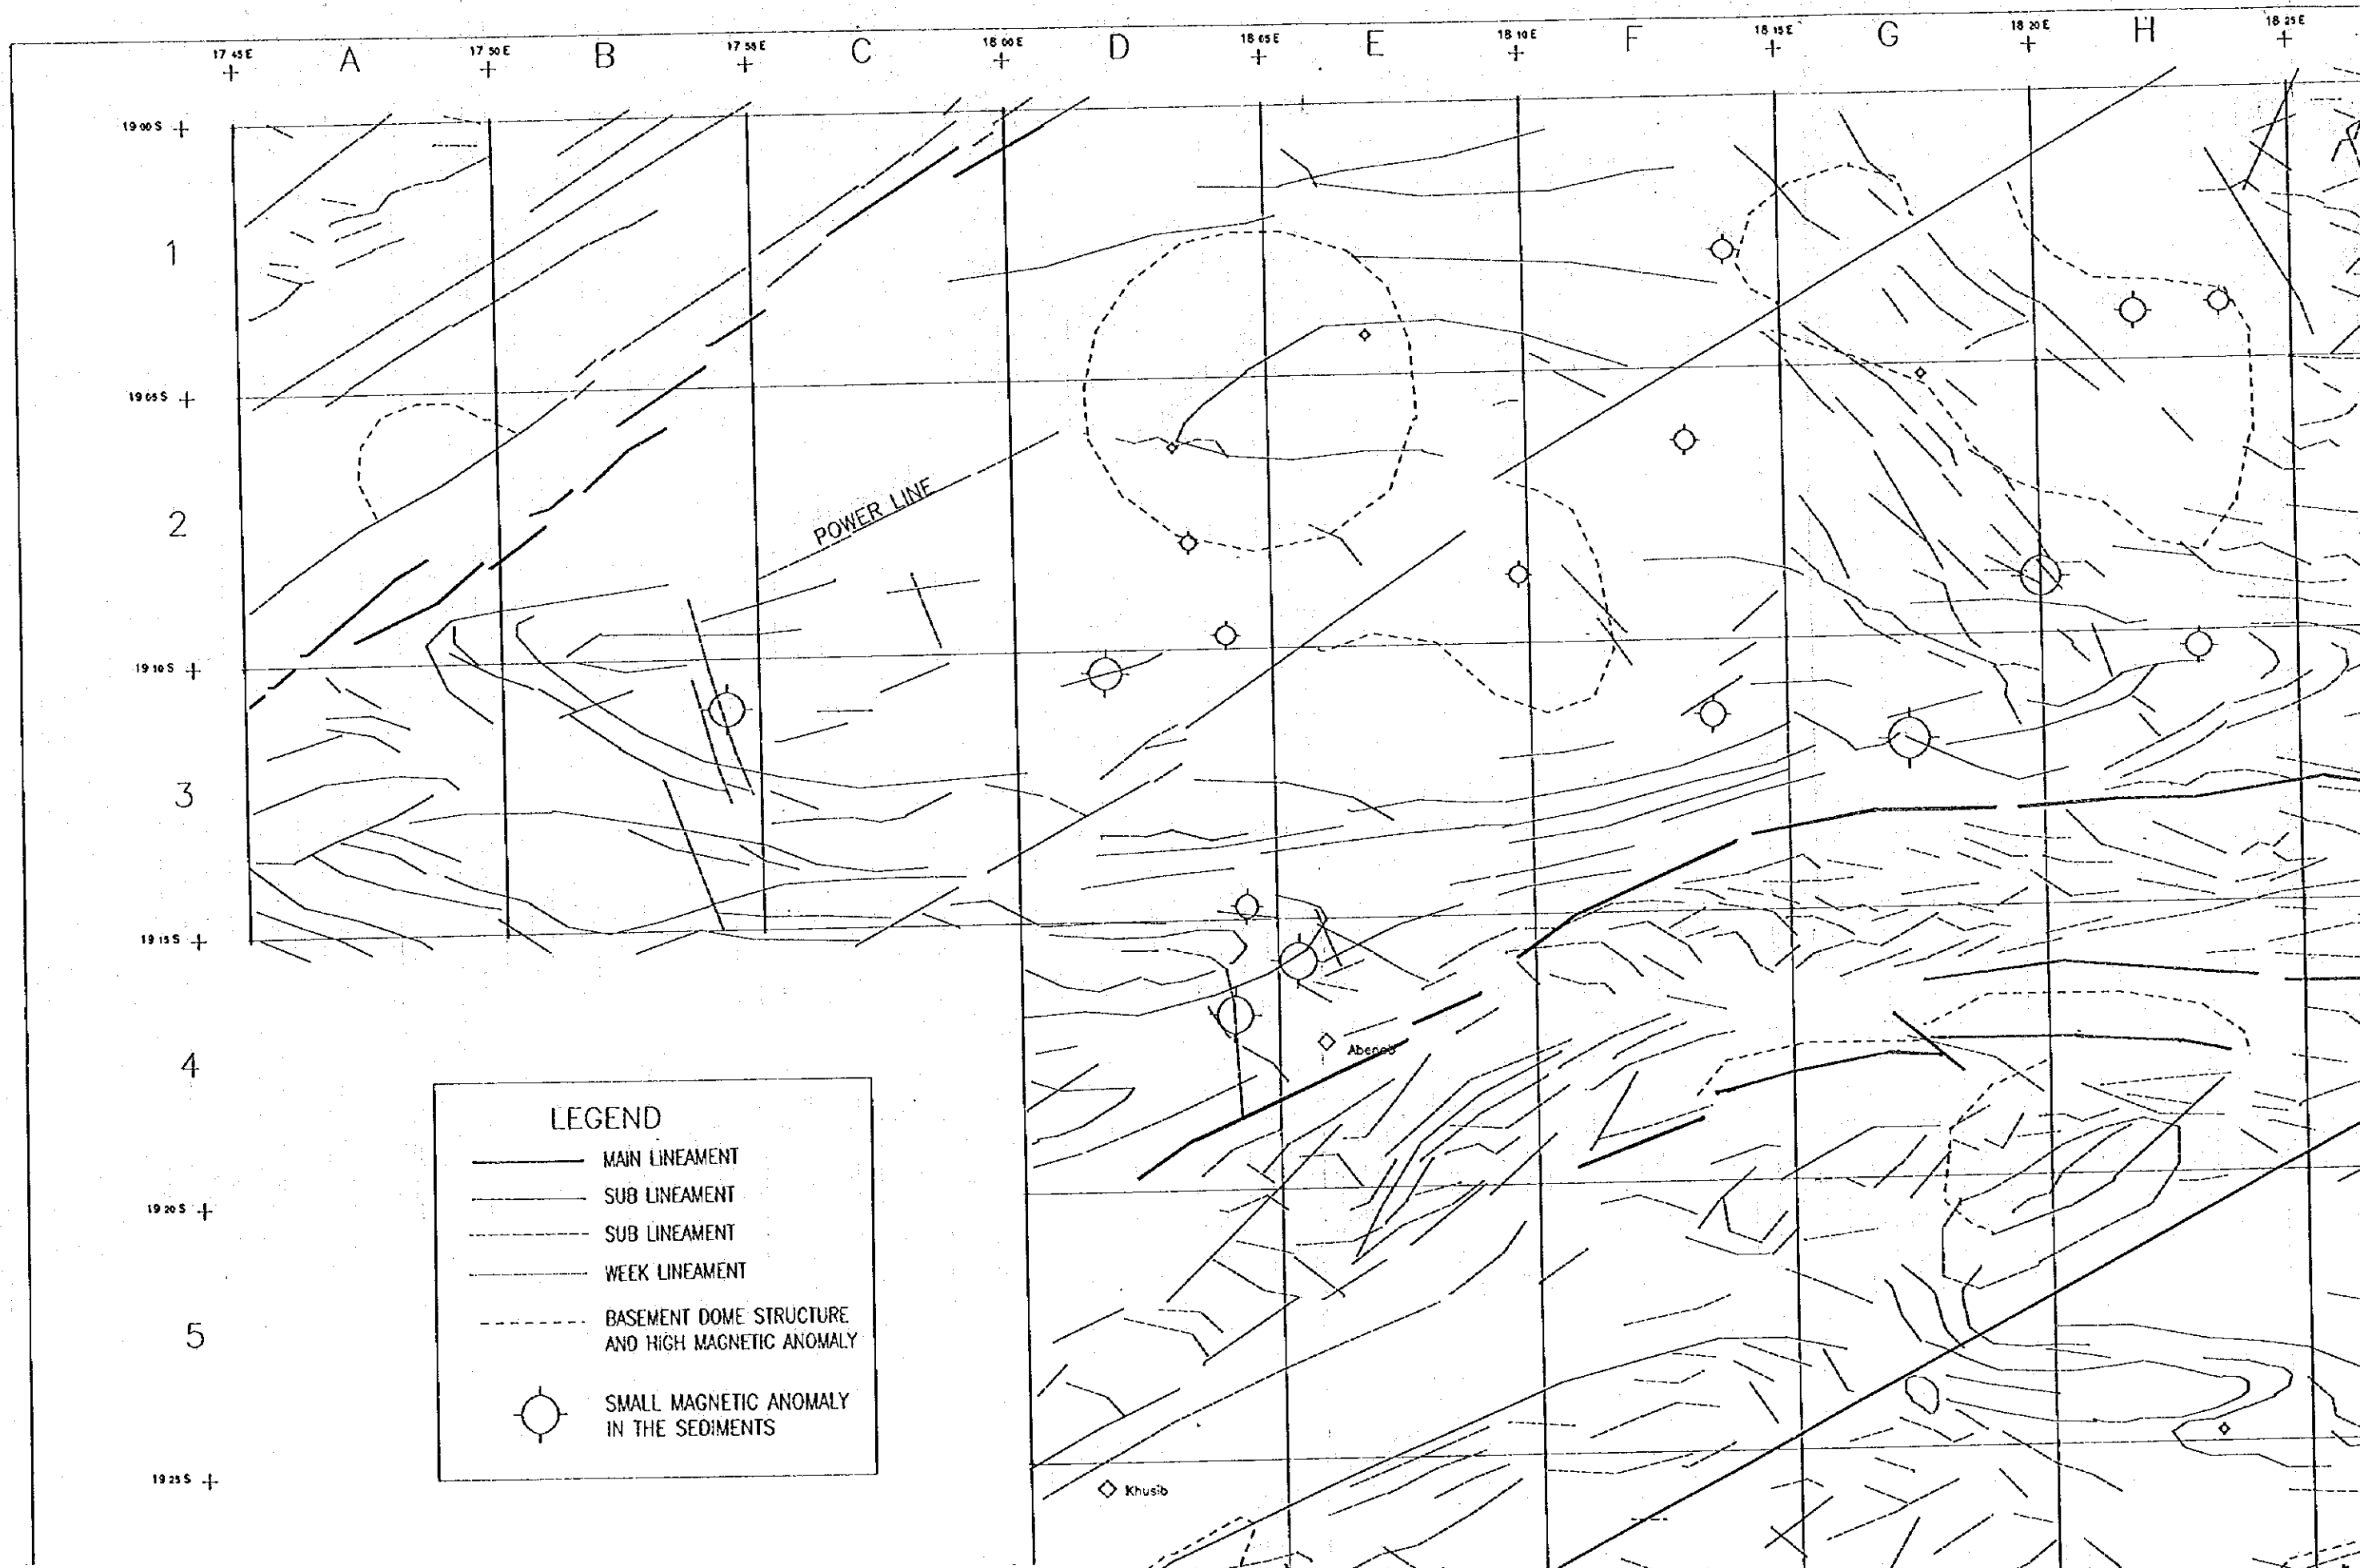 17 45 E A 17 50 E B 17 55 E C 18 00 E D 18 05 E E 18 10 E F 18 15 E G 18 20 E H 18 25 E
19 00 S
1
19 05 S
2
POWER LINE
19 10 S
3
19 15 S
4
Abenab
LEGEND
MAIN LINEAMENT
SUB LINEAMENT
SUB LINEAMENT
WEEK LINEAMENT
BASEMENT DOME STRUCTURE
AND HIGH MAGNETIC ANOMALY
SMALL MAGNETIC ANOMALY
IN THE SEDIMENTS
19 20 S
5
19 25 S
Khusib